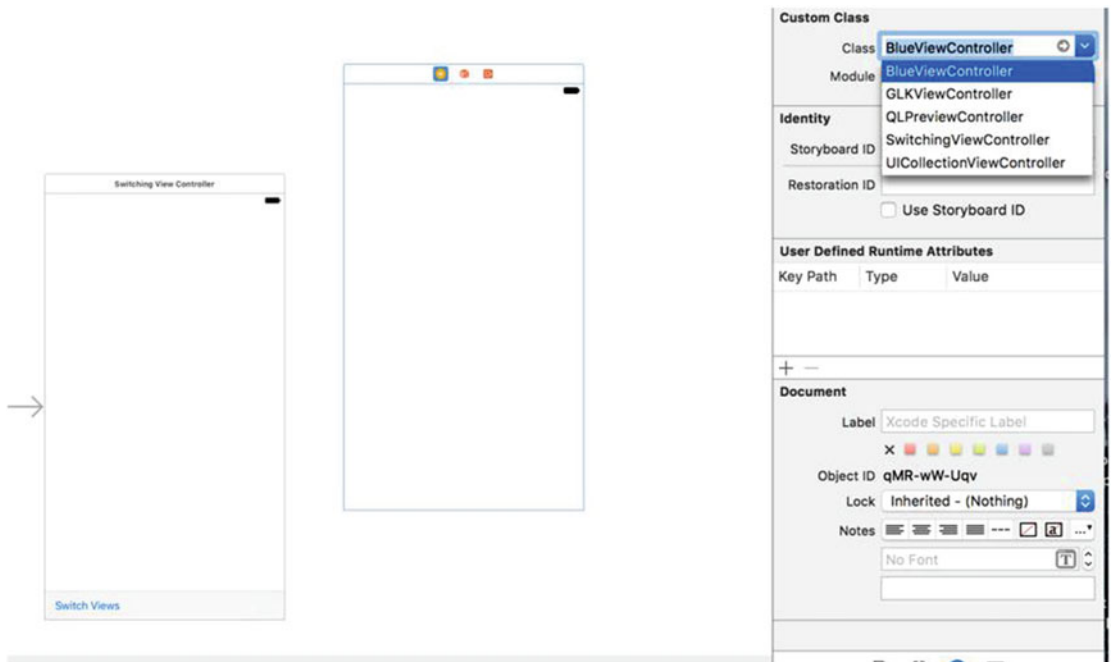 Switching View Controller
Switch Views
Custom Class
Class BlueViewController
Module
BlueViewController
GLKViewController
QLPreviewController
SwitchingViewController
UICollectionViewController
Identity
Storyboard ID
Restoration ID
Use Storyboard ID
User Defined Runtime Attributes
Key Path Type Value
Document
Label Xcode Specific Label
Object ID qMR-wW-Uqv
Lock Inherited - (Nothing)
Notes
No Font